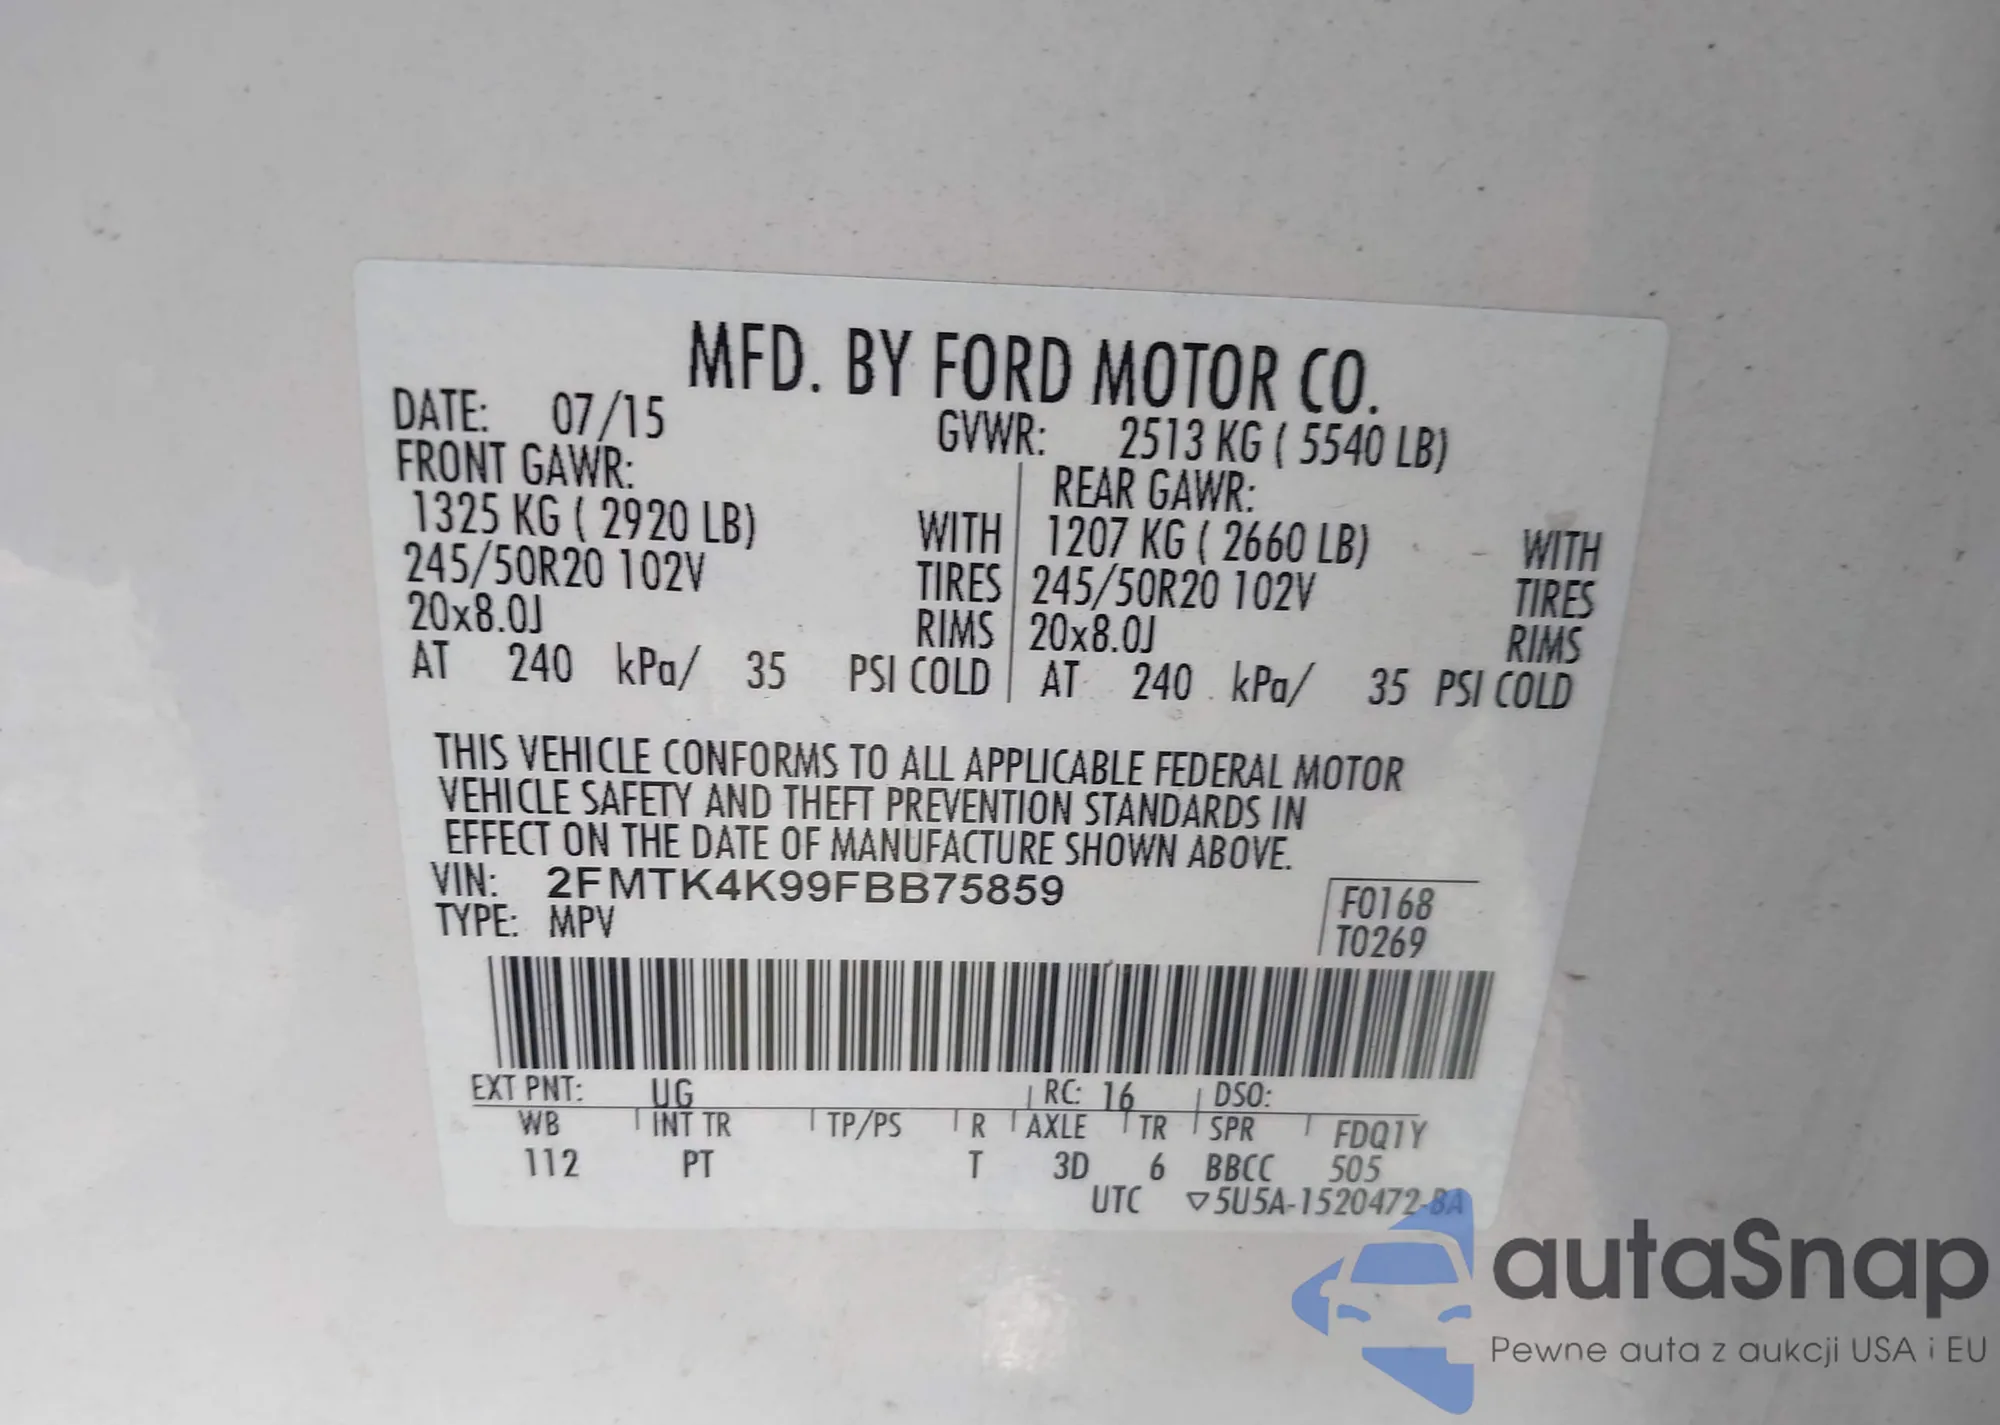 MFD. BY FORD MOTOR CO.
DATE: 07/15 GVWR: 2513 KG ( 5540 LB)
FRONT GAWR: REAR GAWR:
1325 KG ( 2920 LB) WITH 1207 KG ( 2660 LB) WITH
245/50R20 102V TIRES 245/50R20 102V TIRES
20x8.0J RIMS 20x8.0J RIMS
AT 240 kPa/ 35 PSI COLD AT 240 kPa/ 35 PSI COLD
THIS VEHICLE CONFORMS TO ALL APPLICABLE FEDERAL MOTOR
VEHICLE SAFETY AND THEFT PREVENTION STANDARDS IN
EFFECT ON THE DATE OF MANUFACTURE SHOWN ABOVE.
VIN: 2FMTK4K99FBB75859 F0168
TYPE: MPV T0269
EXT PNT: UG RC: 16 DSO:
WB INT TR TP/PS R AXLE TR SPR FDQ1Y
112 PT T 3D 6 BBCC 505
UTC ▽5U5A-1520472-BA
autaSnap
Pewne auta z aukcji USA i EU